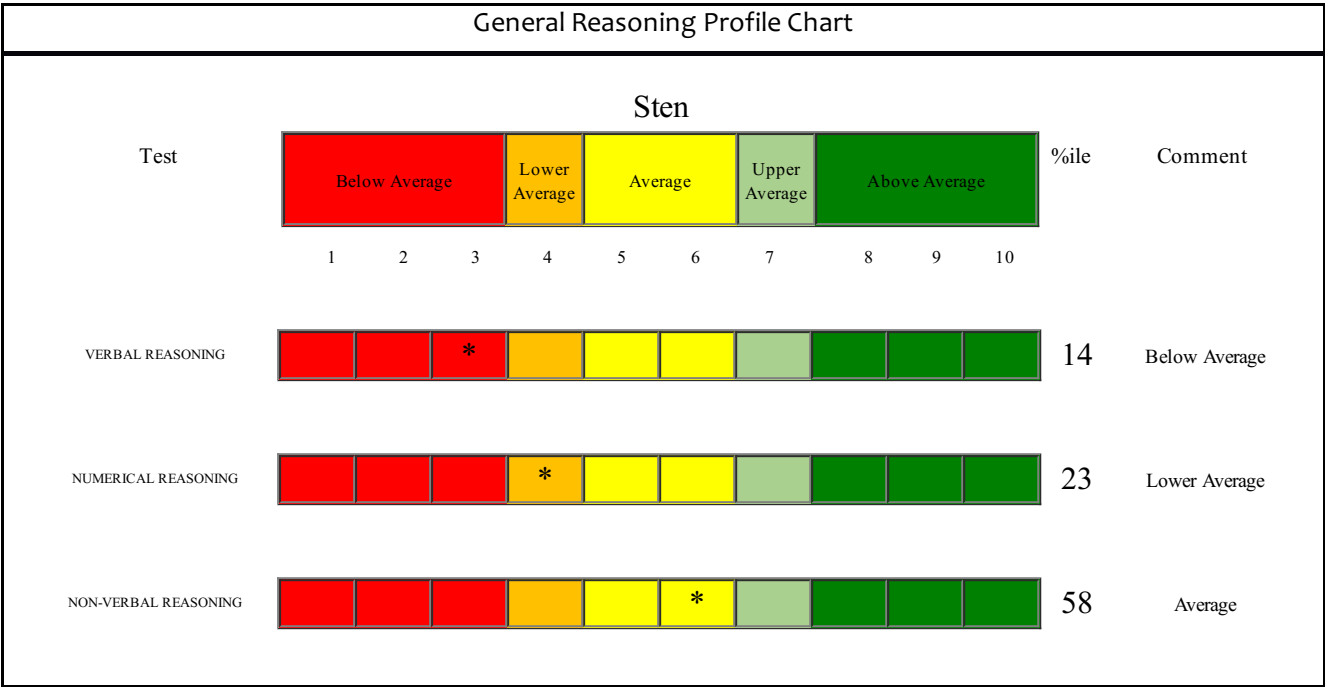 General Reasoning Profile Chart
Sten
Test
Below Average
Lower
Average
Average
Upper
Average
Above Average
%ile
Comment
1 2 3 4 5 6 7 8 9 10
VERBAL REASONING * 14 Below Average
NUMERICAL REASONING * 23 Lower Average
NON-VERBAL REASONING * 58 Average